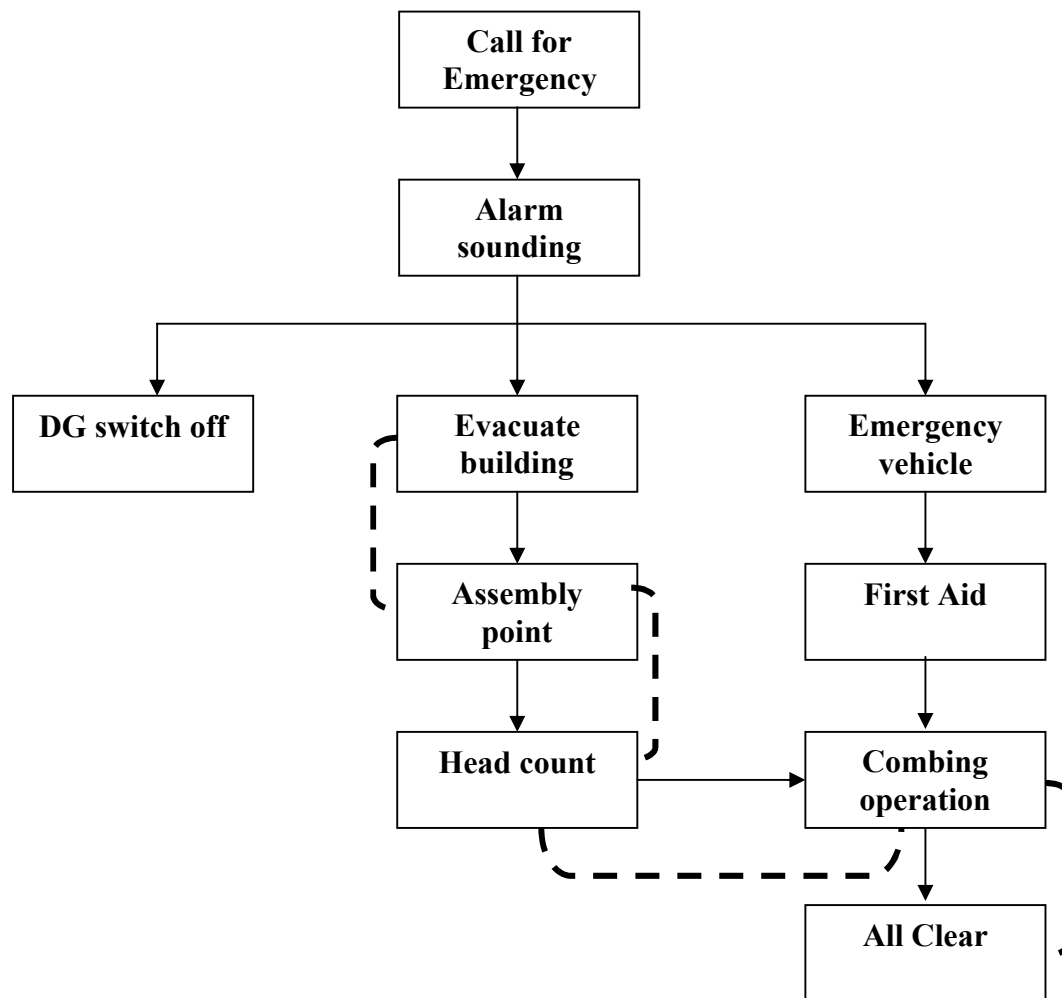 Call for
Emergency
Alarm
sounding
DG switch off
Evacuate
building
Emergency
vehicle
Assembly
point
First Aid
Head count
Combing
operation
All Clear